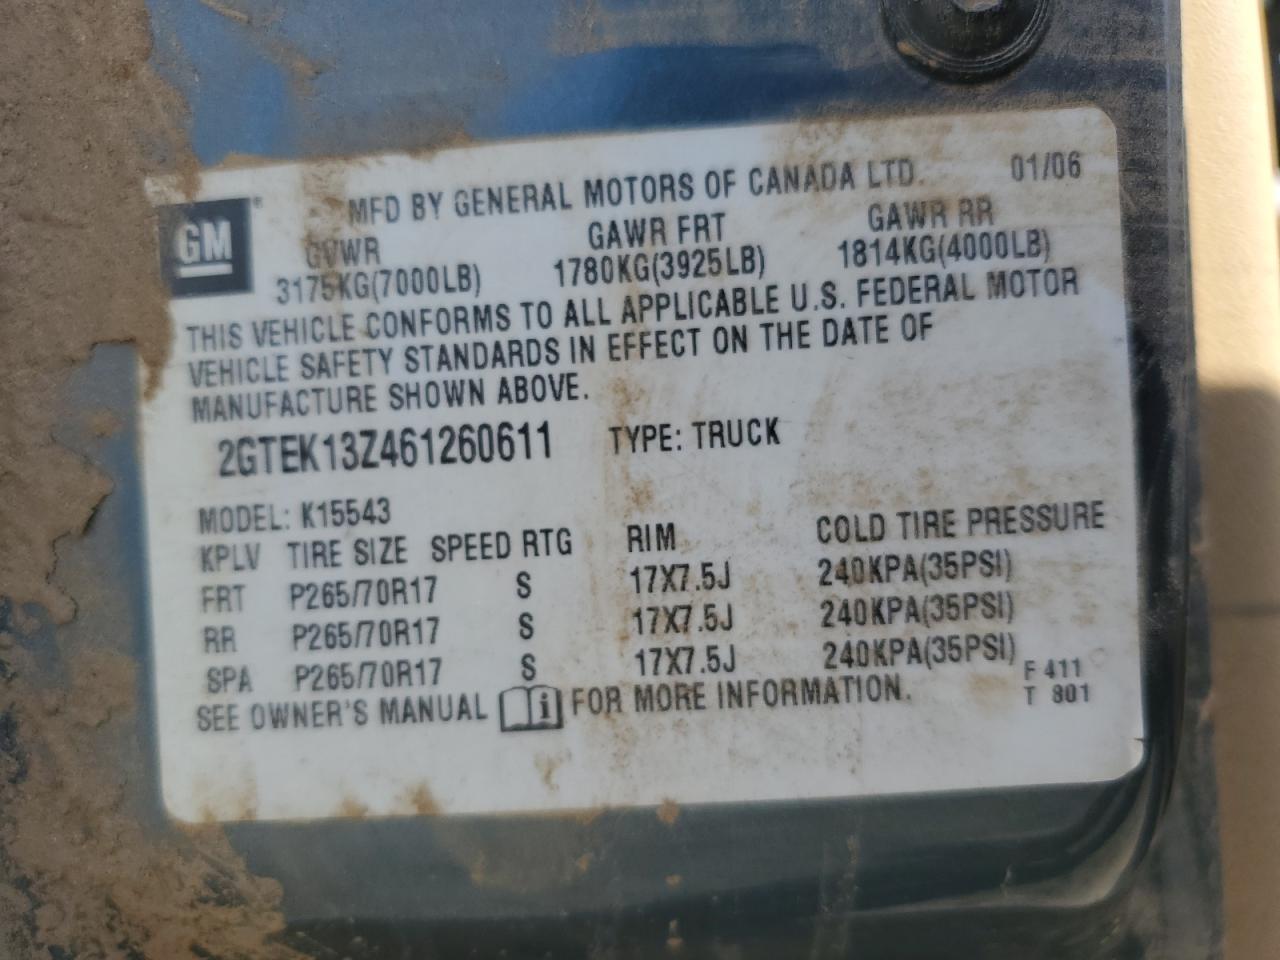 MFD BY GENERAL MOTORS OF CANADA LTD. 01/06
GM®
GVWR GAWR FRT GAWR RR
3175KG(7000LB) 1780KG(3925LB) 1814KG(4000LB)
THIS VEHICLE CONFORMS TO ALL APPLICABLE U.S. FEDERAL MOTOR
VEHICLE SAFETY STANDARDS IN EFFECT ON THE DATE OF
MANUFACTURE SHOWN ABOVE.
2GTEK13Z461260611 TYPE: TRUCK
MODEL: K15543
KPLV TIRE SIZE SPEED RTG RIM COLD TIRE PRESSURE
FRT P265/70R17 S 17X7.5J 240KPA(35PSI)
RR P265/70R17 S 17X7.5J 240KPA(35PSI)
SPA P265/70R17 S 17X7.5J 240KPA(35PSI)
SEE OWNER'S MANUAL i FOR MORE INFORMATION.
F 411
T 801